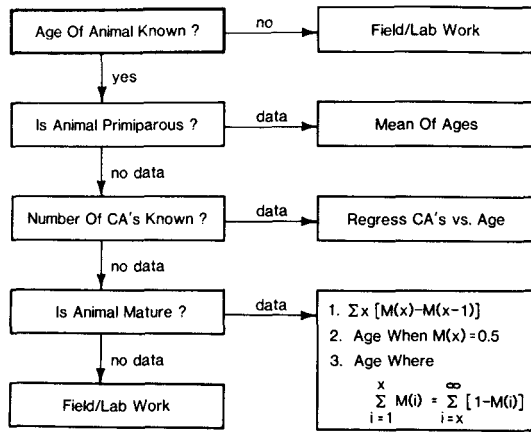 Age Of Animal Known ?
no
Field/Lab Work
yes
Is Animal Primiparous ?
data
Mean Of Ages
no data
Number Of CA's Known ?
data
Regress CA's vs. Age
no data
Is Animal Mature ?
data
1. Σx [M(x)-M(x-1)]
2. Age When M(x)=0.5
3. Age Where
x ∞
Σ M(i) = Σ [1-M(i)]
i=1 i=x
no data
Field/Lab Work